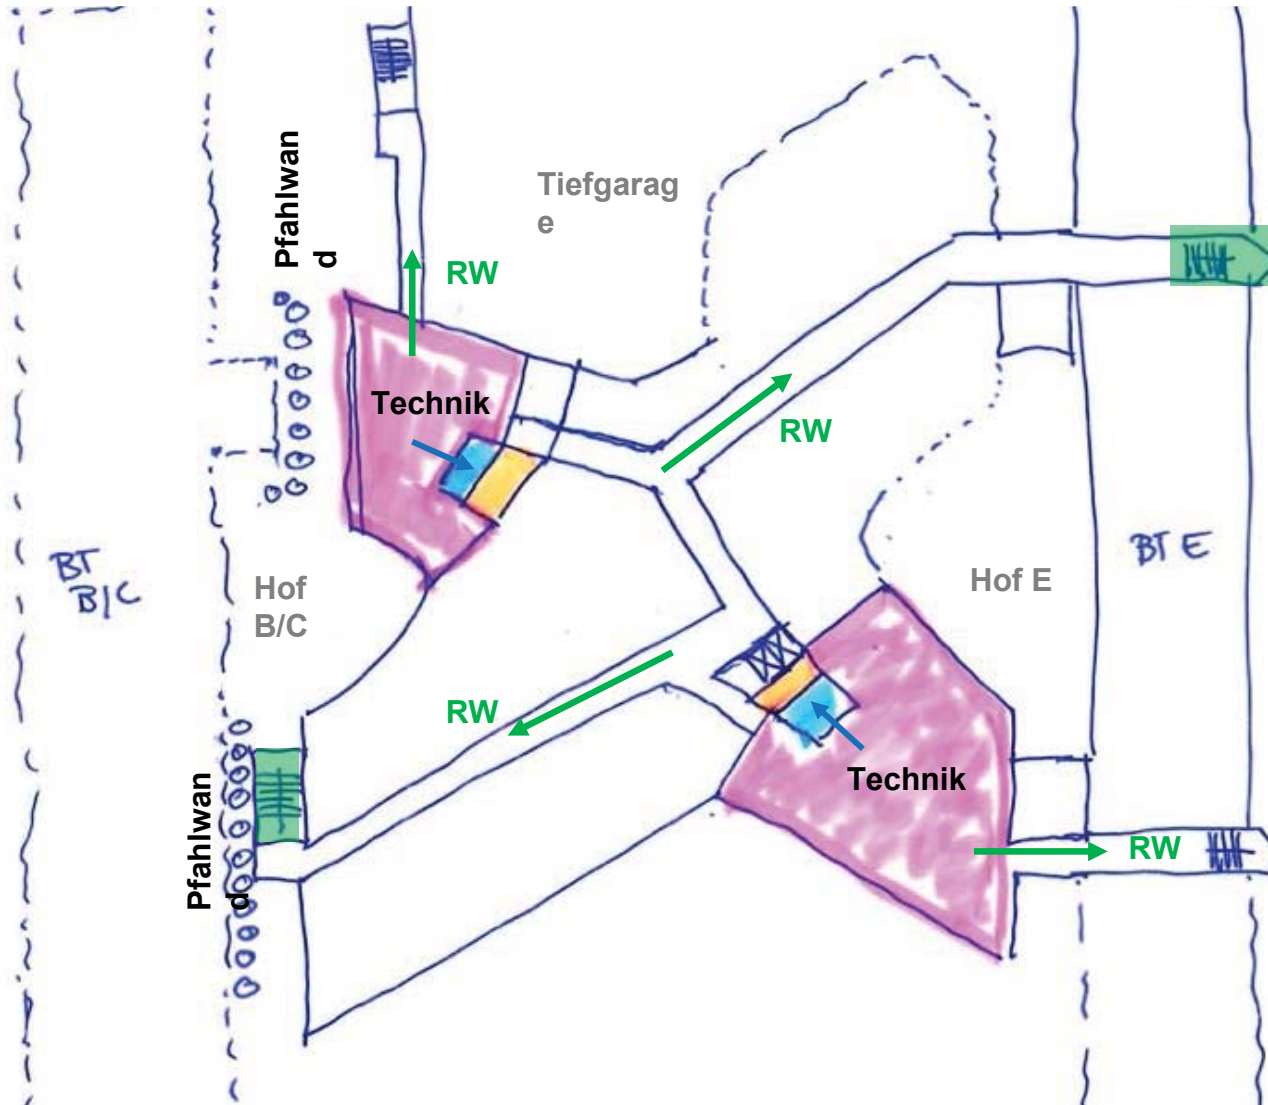 Pfahlwan
d
Tiefgarag
e
RW
Technik
RW
BT
B/C
Hof
B/C
Hof E
BT E
RW
Technik
Pfahlwan
d
RW